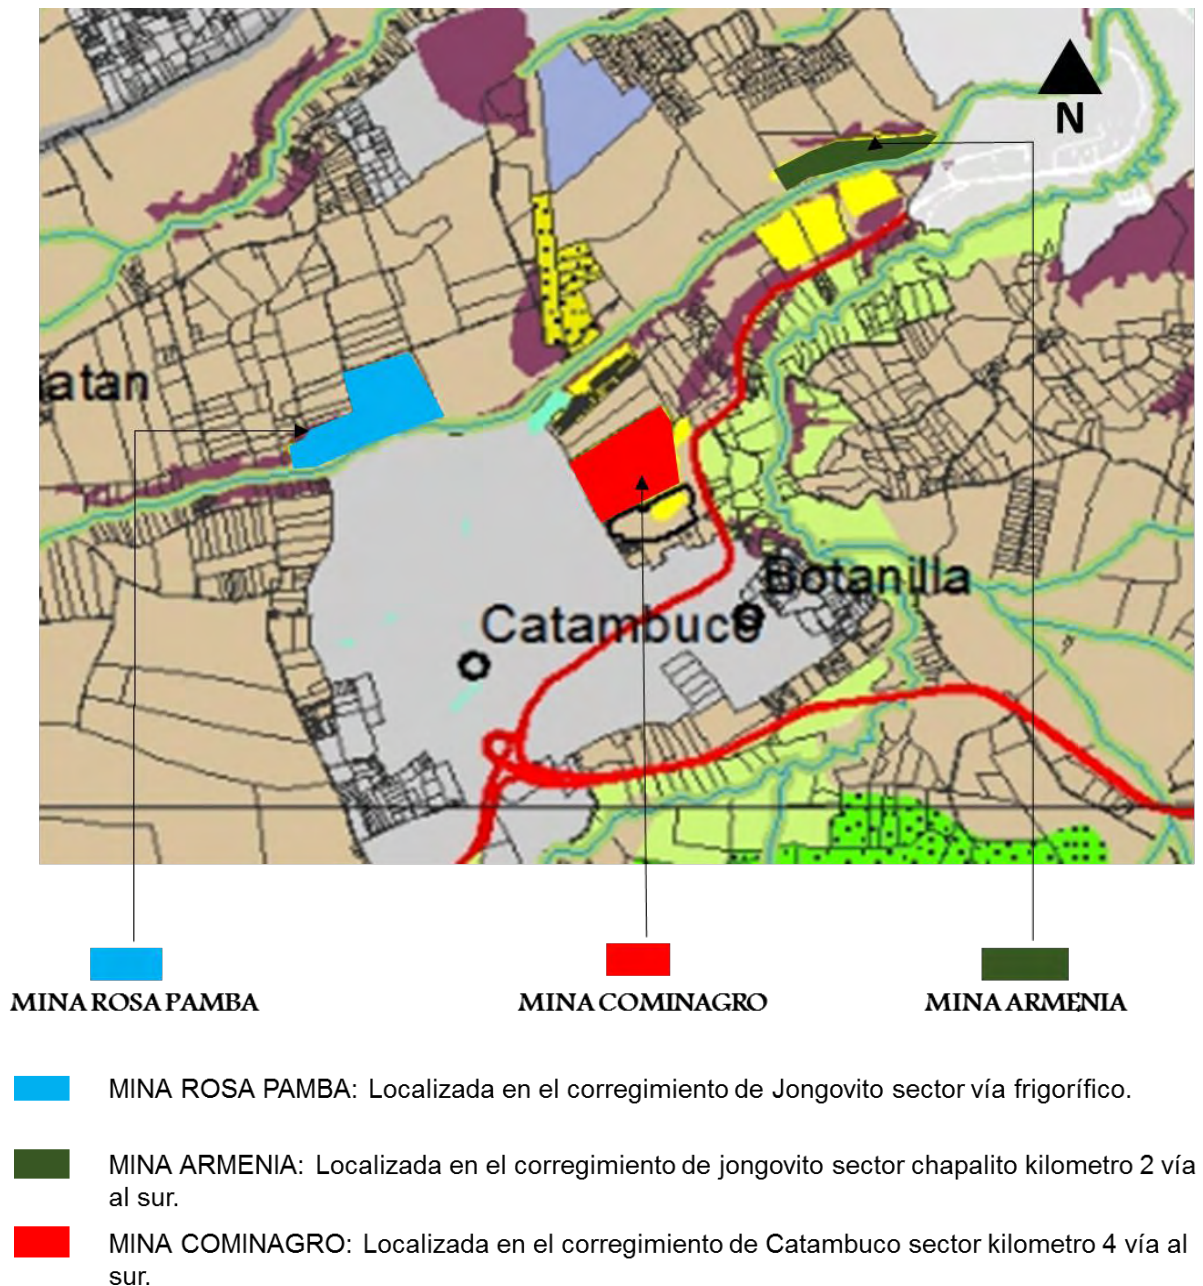 N
atan
Botanilla
Catambuco
MINA ROSA PAMBA
MINA COMINAGRO
MINA ARMENIA
MINA ROSA PAMBA: Localizada en el corregimiento de Jongovito sector vía frigorífico.
MINA ARMENIA: Localizada en el corregimiento de jongovito sector chapalito kilometro 2 vía
al sur.
MINA COMINAGRO: Localizada en el corregimiento de Catambuco sector kilometro 4 vía al
sur.